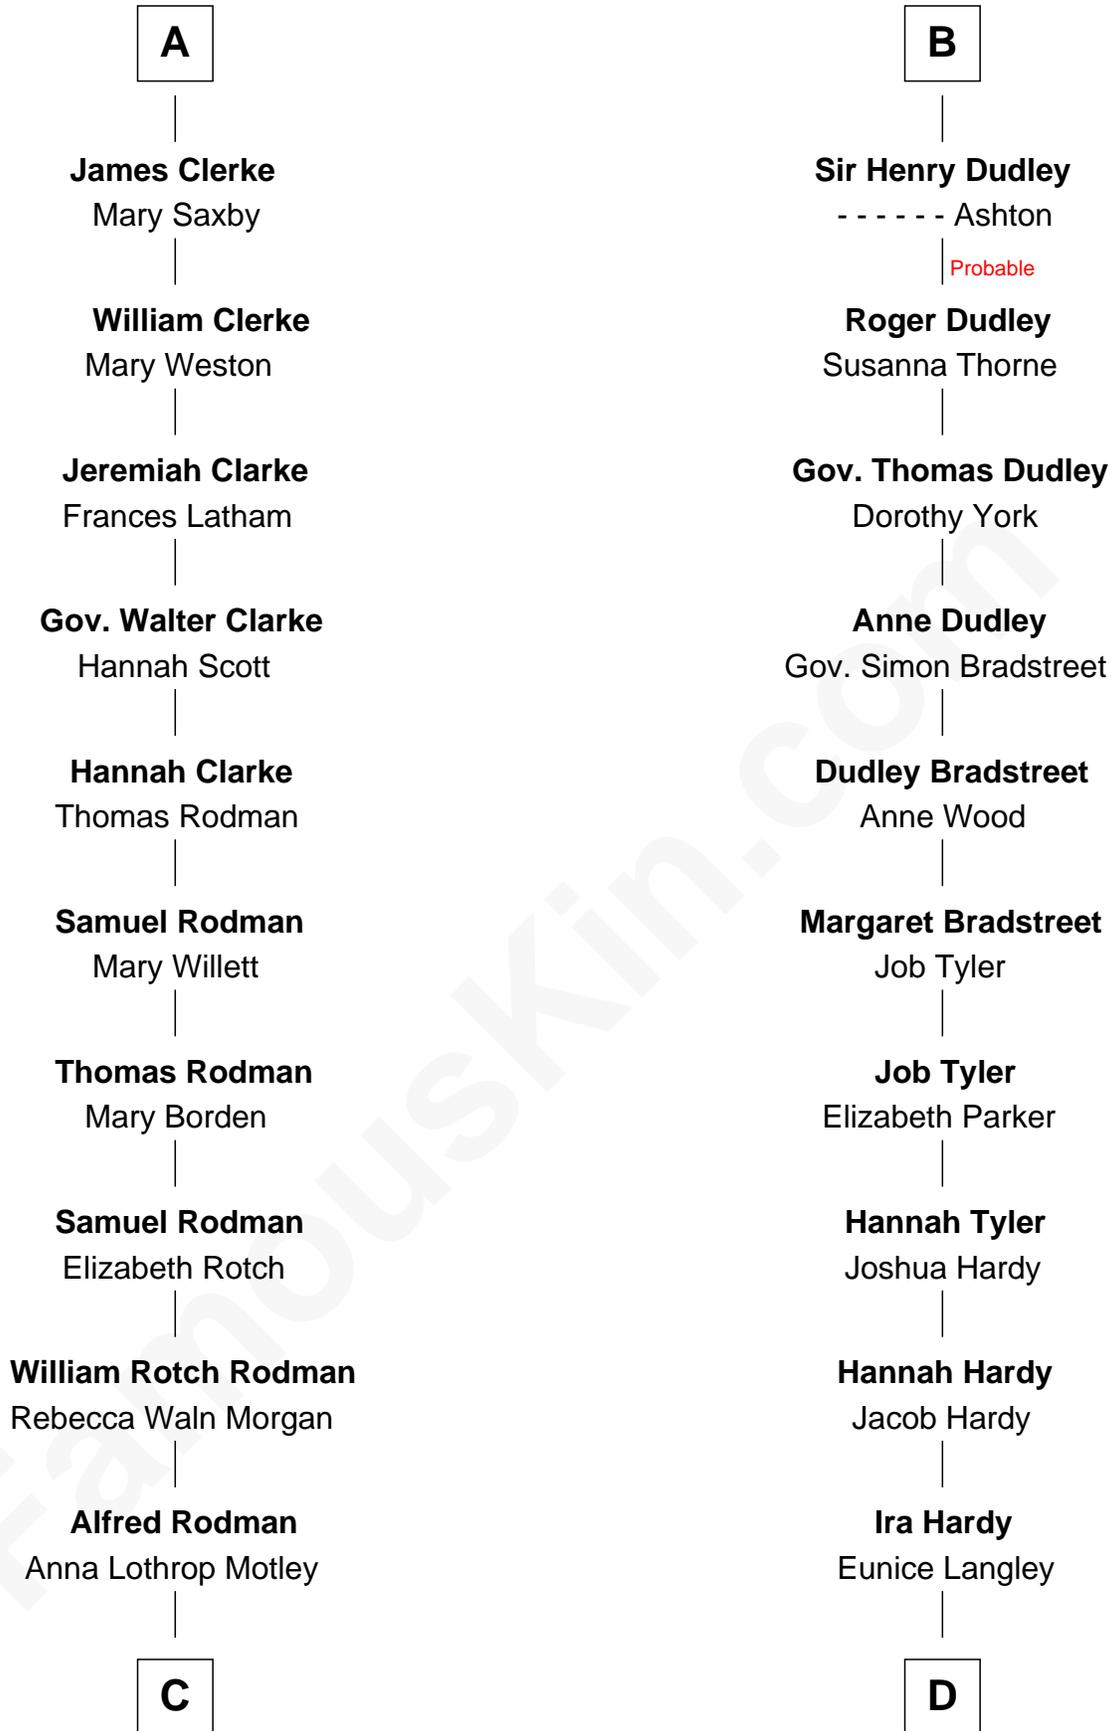 A
James Clerke
Mary Saxby
William Clerke
Mary Weston
Jeremiah Clarke
Frances Latham
Gov. Walter Clarke
Hannah Scott
Hannah Clarke
Thomas Rodman
Samuel Rodman
Mary Willett
Thomas Rodman
Mary Borden
Samuel Rodman
Elizabeth Rotch
William Rotch Rodman
Rebecca Waln Morgan
Alfred Rodman
Anna Lothrop Motley
C
B
Sir Henry Dudley
- - - - - - Ashton
Probable
Roger Dudley
Susanna Thorne
Gov. Thomas Dudley
Dorothy York
Anne Dudley
Gov. Simon Bradstreet
Dudley Bradstreet
Anne Wood
Margaret Bradstreet
Job Tyler
Job Tyler
Elizabeth Parker
Hannah Tyler
Joshua Hardy
Hannah Hardy
Jacob Hardy
Ira Hardy
Eunice Langley
D
FamousKin.com